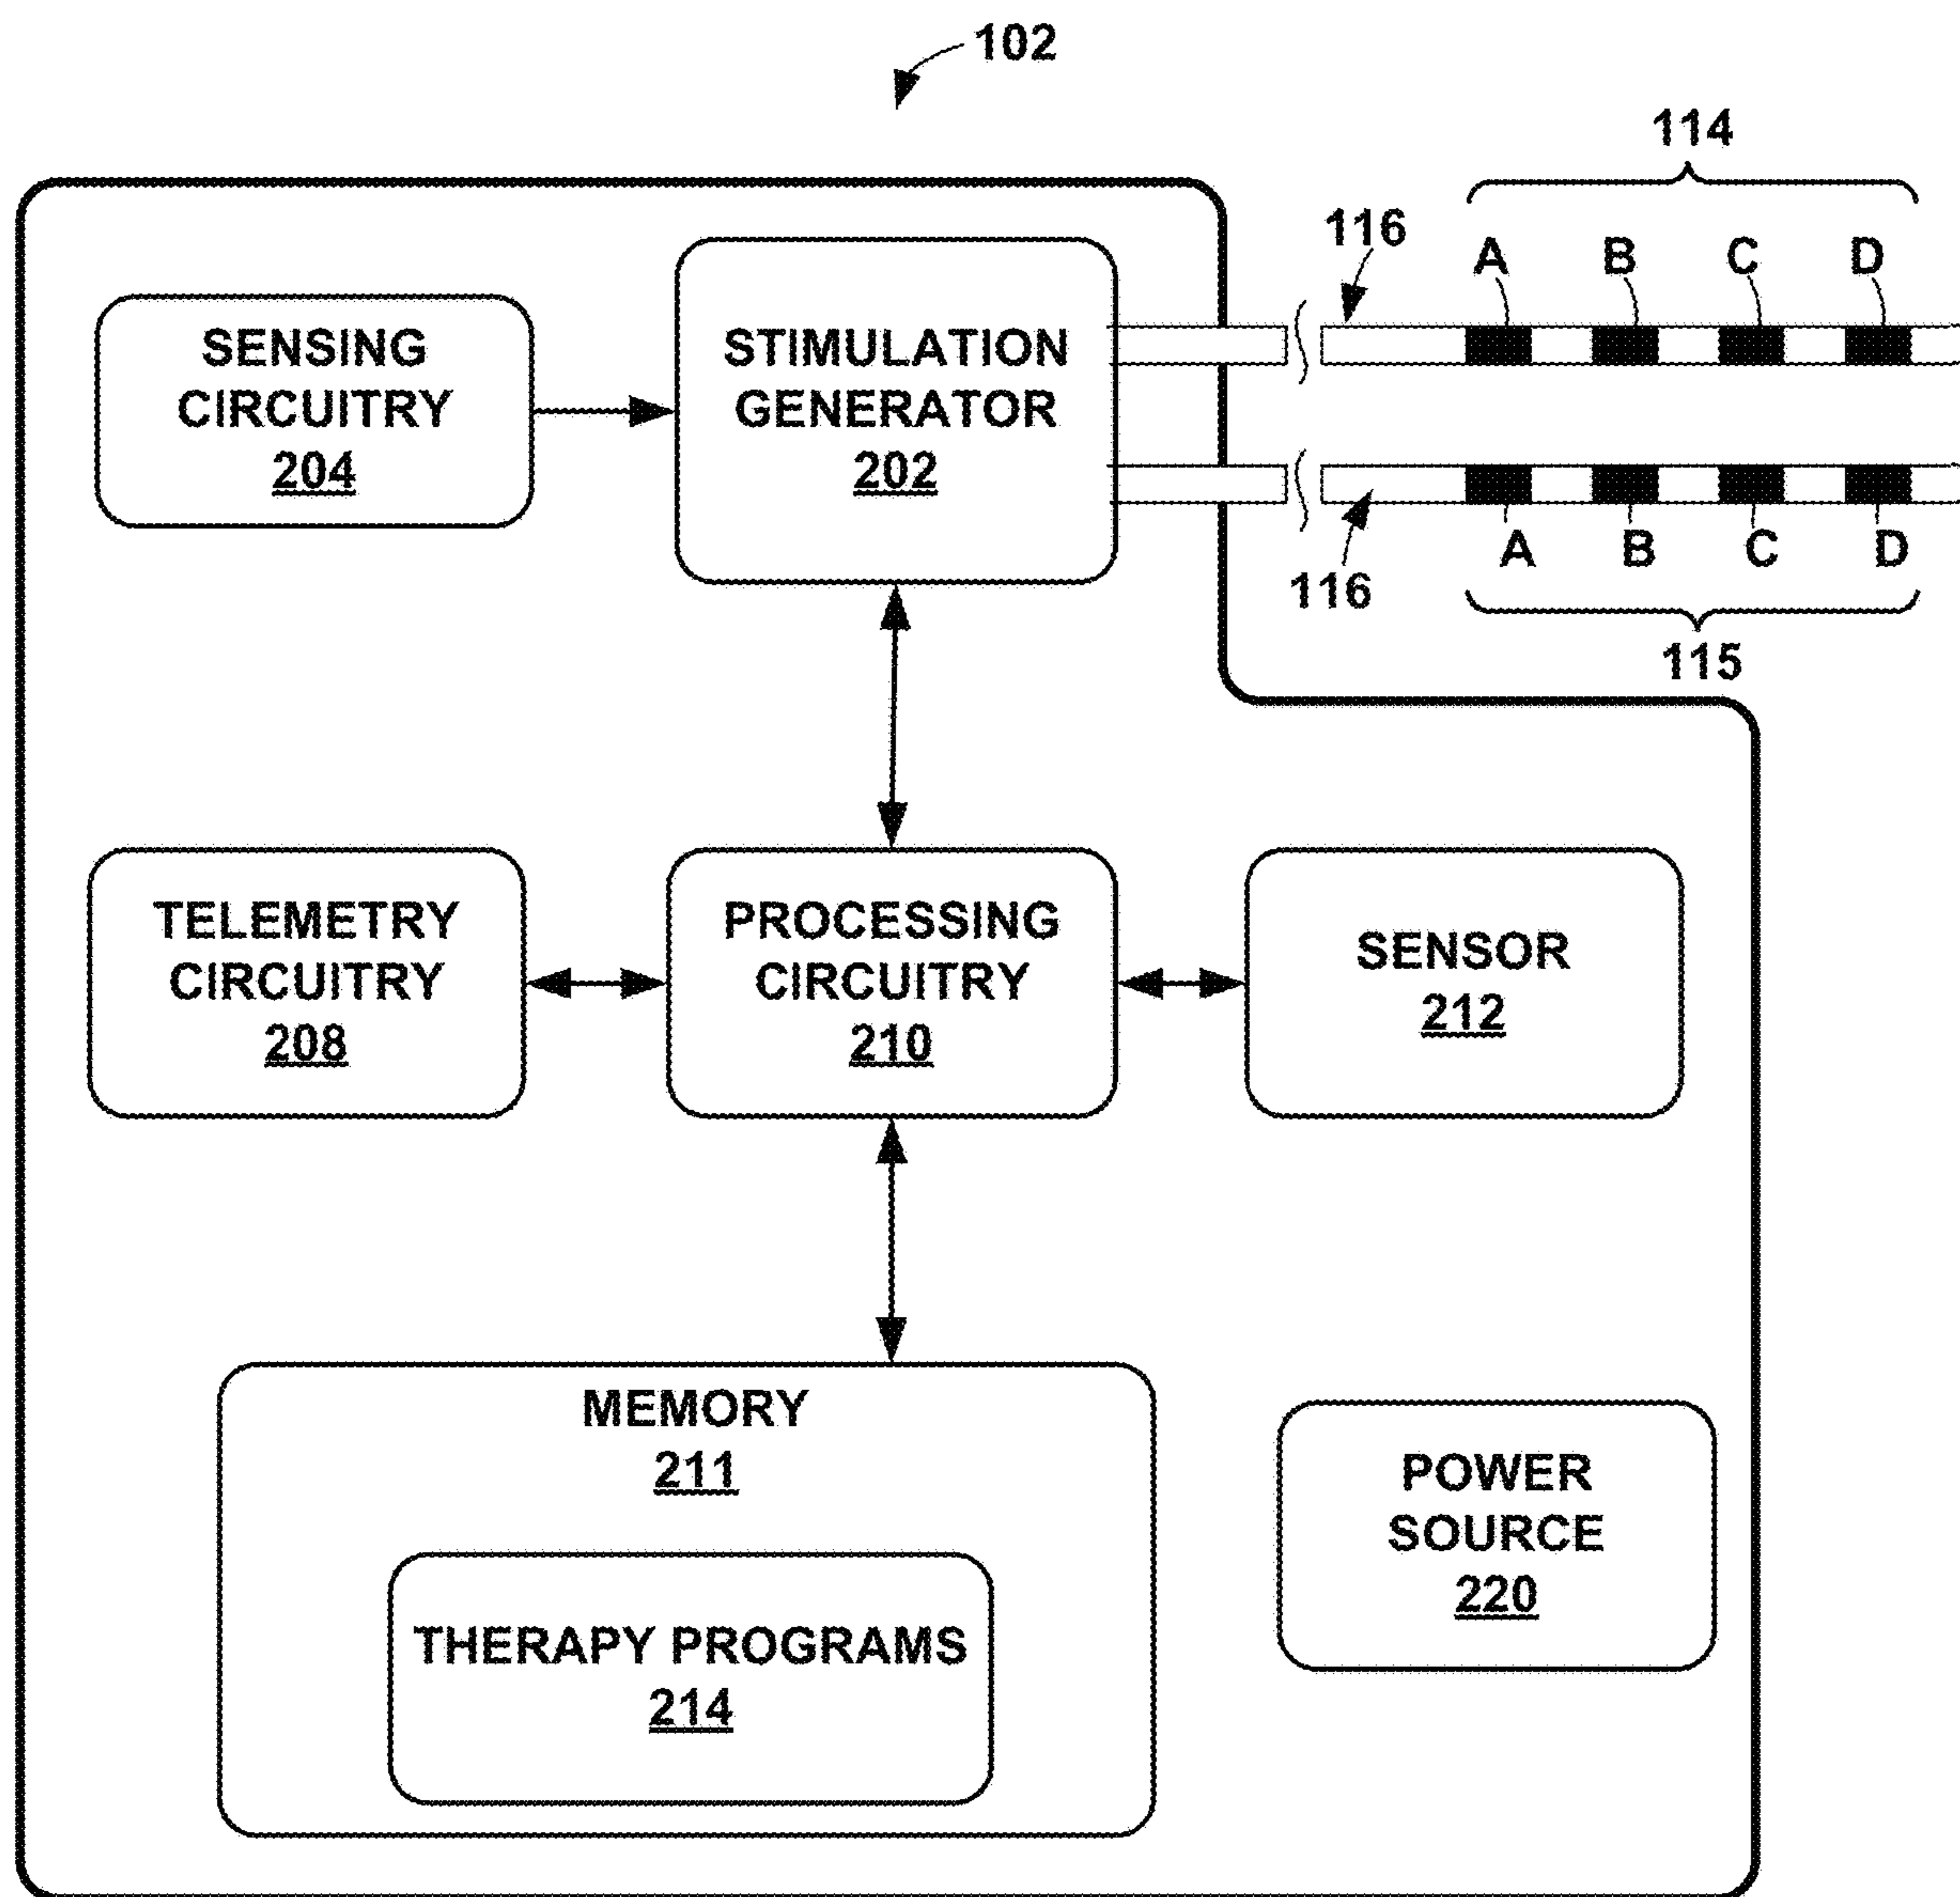 102
114
116
A B C D
SENSING
CIRCUITRY
204
STIMULATION
GENERATOR
202
116
A B C D
115
TELEMETRY
CIRCUITRY
208
PROCESSING
CIRCUITRY
210
SENSOR
212
MEMORY
211
THERAPY PROGRAMS
214
POWER
SOURCE
220